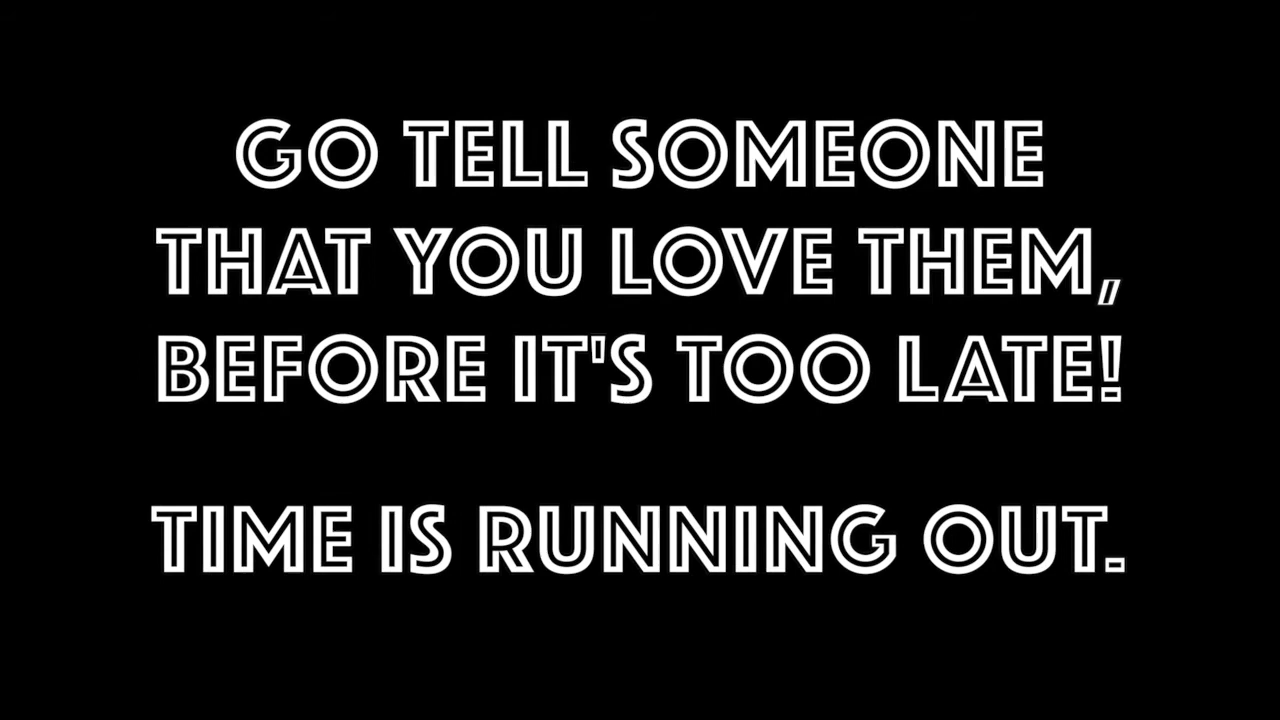 GO TELL SOMEONE
THAT YOU LOVE THEM,
BEFORE IT'S TOO LATE!
TIME IS RUNNING OUT.